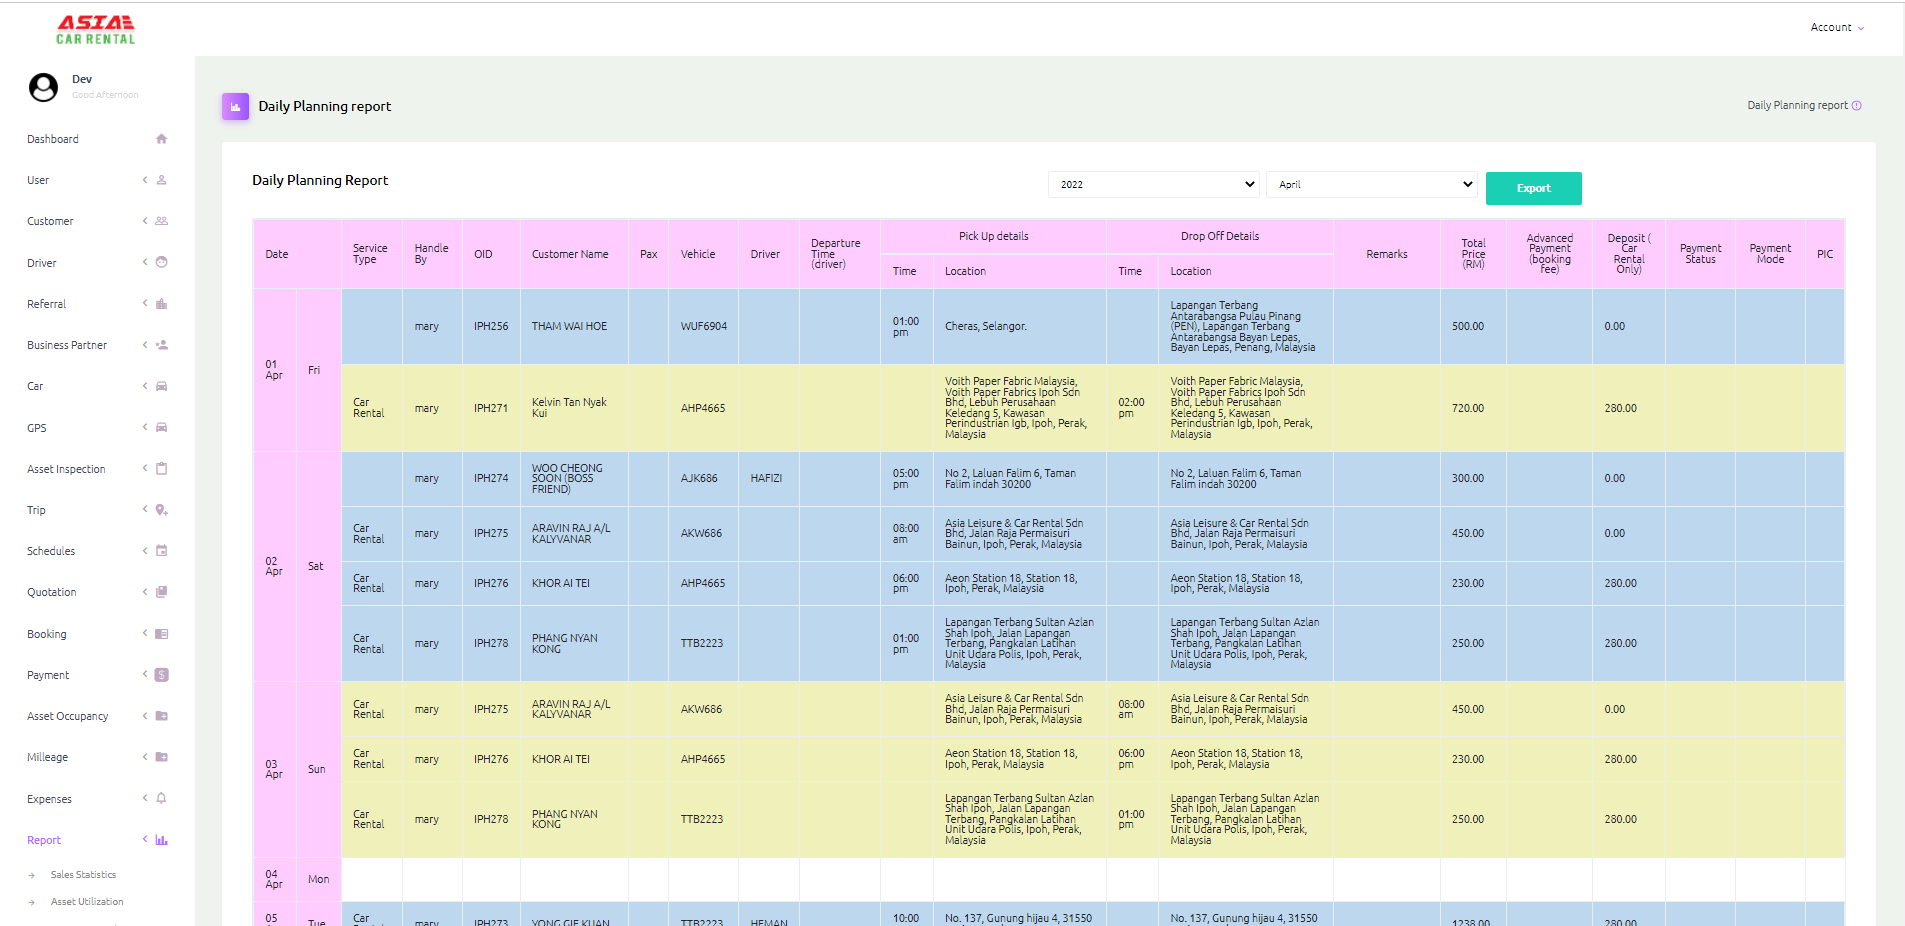 ASIA
CAR RENTAL
Account
Dev
Good Afternoon
Dashboard
User
Customer
Driver
Referral
Business Partner
Car
GPS
Asset Inspection
Trip
Schedules
Quotation
Booking
Payment
Asset Occupancy
Milleage
Expenses
Report
Sales Statistics
Asset Utilization
Daily Planning report
Daily Planning report
Daily Planning Report
2022
April
Export
Date
Service Type
Handle By
OID
Customer Name
Pax
Vehicle
Driver
Departure Time (driver)
Pick Up details
Time
Location
Drop Off Details
Time
Location
Remarks
Total Price (RM)
Advanced Payment (booking fee)
Deposit ( Car Rental Only)
Payment Status
Payment Mode
PIC
01 Apr
Fri
mary
IPH256
THAM WAI HOE
WUF6904
01:00 pm
Cheras, Selangor.
Lapangan Terbang
Antarabangsa Pulau Pinang
(PEN), Lapangan Terbang
Antarabangsa Bayan Lepas,
Bayan Lepas, Penang, Malaysia
500.00
0.00
Car Rental
mary
IPH271
Kelvin Tan Nyak Kui
AHP4665
Voith Paper Fabric Malaysia,
Voith Paper Fabrics Ipoh Sdn
Bhd, Lebuh Perusahaan
Keledang 5, Kawasan
Perindustrian Igb, Ipoh, Perak,
Malaysia
02:00 pm
Voith Paper Fabric Malaysia,
Voith Paper Fabrics Ipoh Sdn
Bhd, Lebuh Perusahaan
Keledang 5, Kawasan
Perindustrian Igb, Ipoh, Perak,
Malaysia
720.00
280.00
02 Apr
Sat
mary
IPH274
WOO CHEONG SOON (BOSS FRIEND)
AJK686
HAFIZI
05:00 pm
No 2, Laluan Falim 6, Taman
Falim indah 30200
No 2, Laluan Falim 6, Taman
Falim indah 30200
300.00
0.00
Car Rental
mary
IPH275
ARAVIN RAJ A/L KALYVANAR
AKW686
08:00 am
Asia Leisure & Car Rental Sdn
Bhd, Jalan Raja Permaisuri
Bainun, Ipoh, Perak, Malaysia
Asia Leisure & Car Rental Sdn
Bhd, Jalan Raja Permaisuri
Bainun, Ipoh, Perak, Malaysia
450.00
0.00
Car Rental
mary
IPH276
KHOR AI TEI
AHP4665
06:00 pm
Aeon Station 18, Station 18,
Ipoh, Perak, Malaysia
Aeon Station 18, Station 18,
Ipoh, Perak, Malaysia
230.00
280.00
Car Rental
mary
IPH278
PHANG NYAN KONG
TTB2223
01:00 pm
Lapangan Terbang Sultan Azlan
Shah Ipoh, Jalan Lapangan
Terbang, Pangkalan Latihan
Unit Udara Polis, Ipoh, Perak,
Malaysia
Lapangan Terbang Sultan Azlan
Shah Ipoh, Jalan Lapangan
Terbang, Pangkalan Latihan
Unit Udara Polis, Ipoh, Perak,
Malaysia
250.00
280.00
03 Apr
Sun
Car Rental
mary
IPH275
ARAVIN RAJ A/L KALYVANAR
AKW686
Asia Leisure & Car Rental Sdn
Bhd, Jalan Raja Permaisuri
Bainun, Ipoh, Perak, Malaysia
08:00 am
Asia Leisure & Car Rental Sdn
Bhd, Jalan Raja Permaisuri
Bainun, Ipoh, Perak, Malaysia
450.00
0.00
Car Rental
mary
IPH276
KHOR AI TEI
AHP4665
Aeon Station 18, Station 18,
Ipoh, Perak, Malaysia
06:00 pm
Aeon Station 18, Station 18,
Ipoh, Perak, Malaysia
230.00
280.00
Car Rental
mary
IPH278
PHANG NYAN KONG
TTB2223
Lapangan Terbang Sultan Azlan
Shah Ipoh, Jalan Lapangan
Terbang, Pangkalan Latihan
Unit Udara Polis, Ipoh, Perak,
Malaysia
01:00 pm
Lapangan Terbang Sultan Azlan
Shah Ipoh, Jalan Lapangan
Terbang, Pangkalan Latihan
Unit Udara Polis, Ipoh, Perak,
Malaysia
250.00
280.00
04 Apr
Mon
05
Tue
Car
mary
IPH273
YONG GIE KUAN
TTB2223
HEMAN
10:00
No. 137, Gunung hijau 4, 31550
No. 137, Gunung hijau 4, 31550
1238.00
280.00